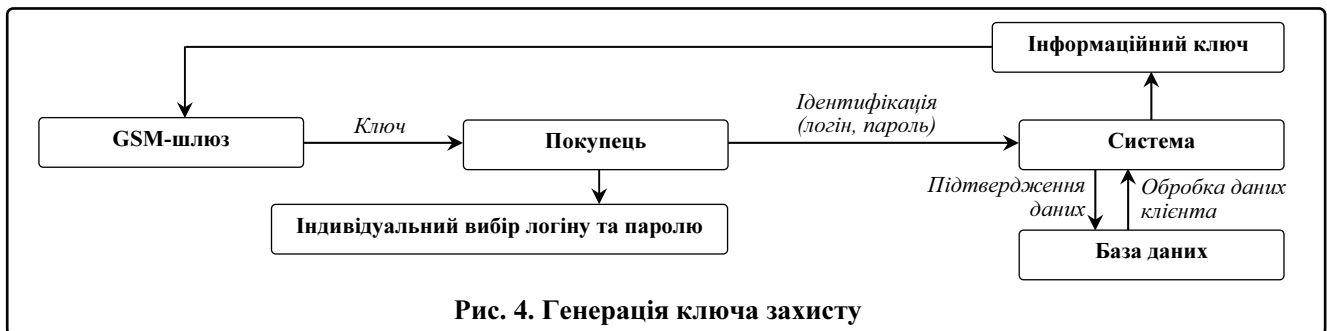 Інформаційний ключ
GSM-шлюз
Ключ
Покупець
Ідентифікація
(логін, пароль)
Система
Індивідуальний вибір логіну та паролю
Підтвердження
даних
Обробка даних
клієнта
База даних
Рис. 4. Генерація ключа захисту